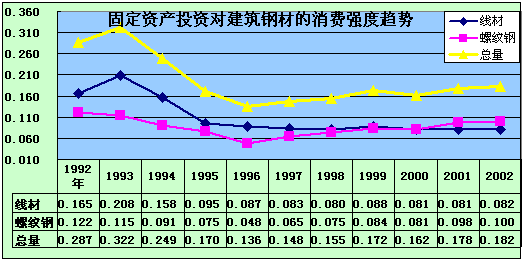 固定资产投资对建筑钢材的消费强度趋势
线材
螺纹钢
总量
0.360
0.310
0.260
0.210
0.160
0.110
0.060
0.010
1992年 1993 1994 1995 1996 1997 1998 1999 2000 2001 2002
线材 0.165 0.208 0.158 0.095 0.087 0.083 0.080 0.088 0.081 0.081 0.082
螺纹钢 0.122 0.115 0.091 0.075 0.048 0.065 0.075 0.084 0.081 0.098 0.100
总量 0.287 0.322 0.249 0.170 0.136 0.148 0.155 0.172 0.162 0.178 0.182